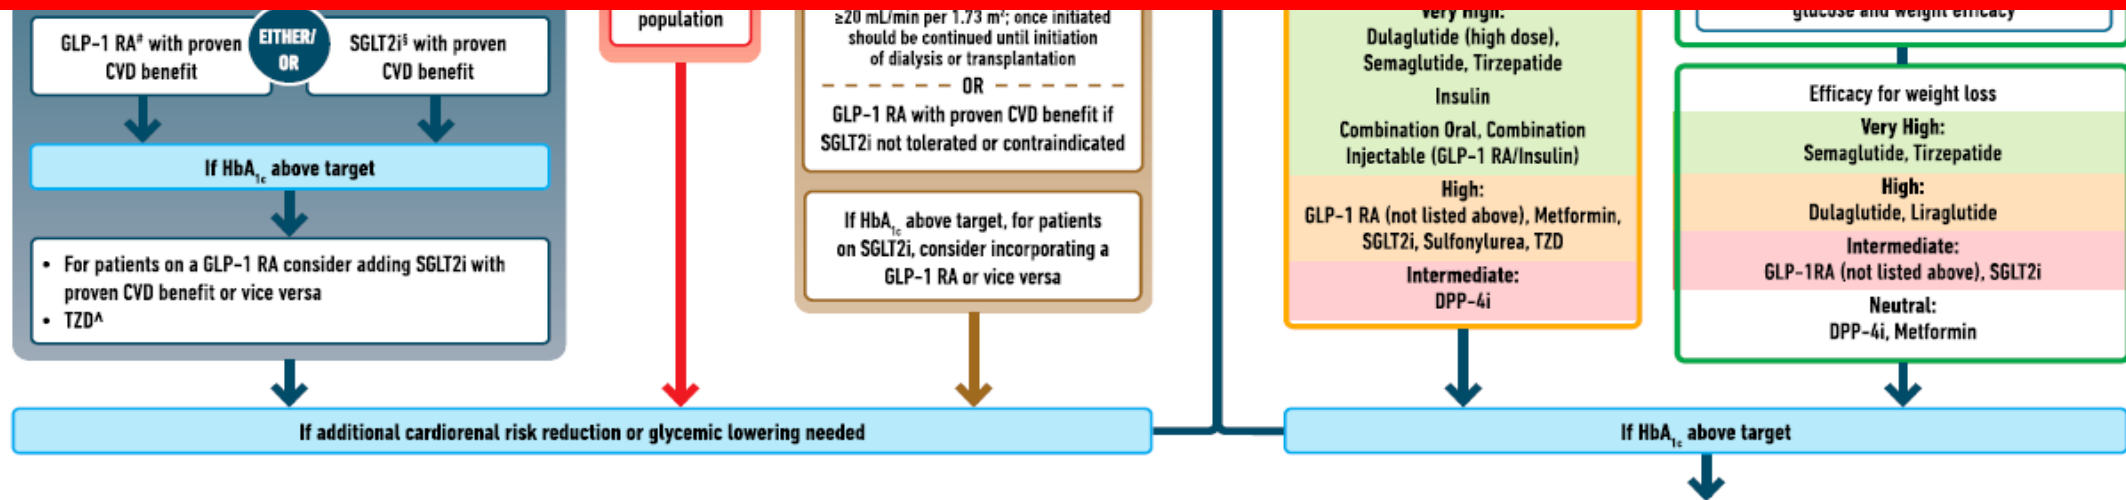 GLP-1 RA# with proven
CVD benefit
EITHER/
OR
SGLT2i§ with proven
CVD benefit
If HbA1c above target
• For patients on a GLP-1 RA consider adding SGLT2i with
proven CVD benefit or vice versa
• TZD^
population
≥20 mL/min per 1.73 m²; once initiated
should be continued until initiation
of dialysis or transplantation
OR
GLP-1 RA with proven CVD benefit if
SGLT2i not tolerated or contraindicated
If HbA1c above target, for patients
on SGLT2i, consider incorporating a
GLP-1 RA or vice versa
If additional cardiorenal risk reduction or glycemic lowering needed
Very High:
Dulaglutide (high dose),
Semaglutide, Tirzepatide
Insulin
Combination Oral, Combination
Injectable (GLP-1 RA/Insulin)
High:
GLP-1 RA (not listed above), Metformin,
SGLT2i, Sulfonylurea, TZD
Intermediate:
DPP-4i
glucose and weight efficacy
Efficacy for weight loss
Very High:
Semaglutide, Tirzepatide
High:
Dulaglutide, Liraglutide
Intermediate:
GLP-1RA (not listed above), SGLT2i
Neutral:
DPP-4i, Metformin
If HbA1c above target